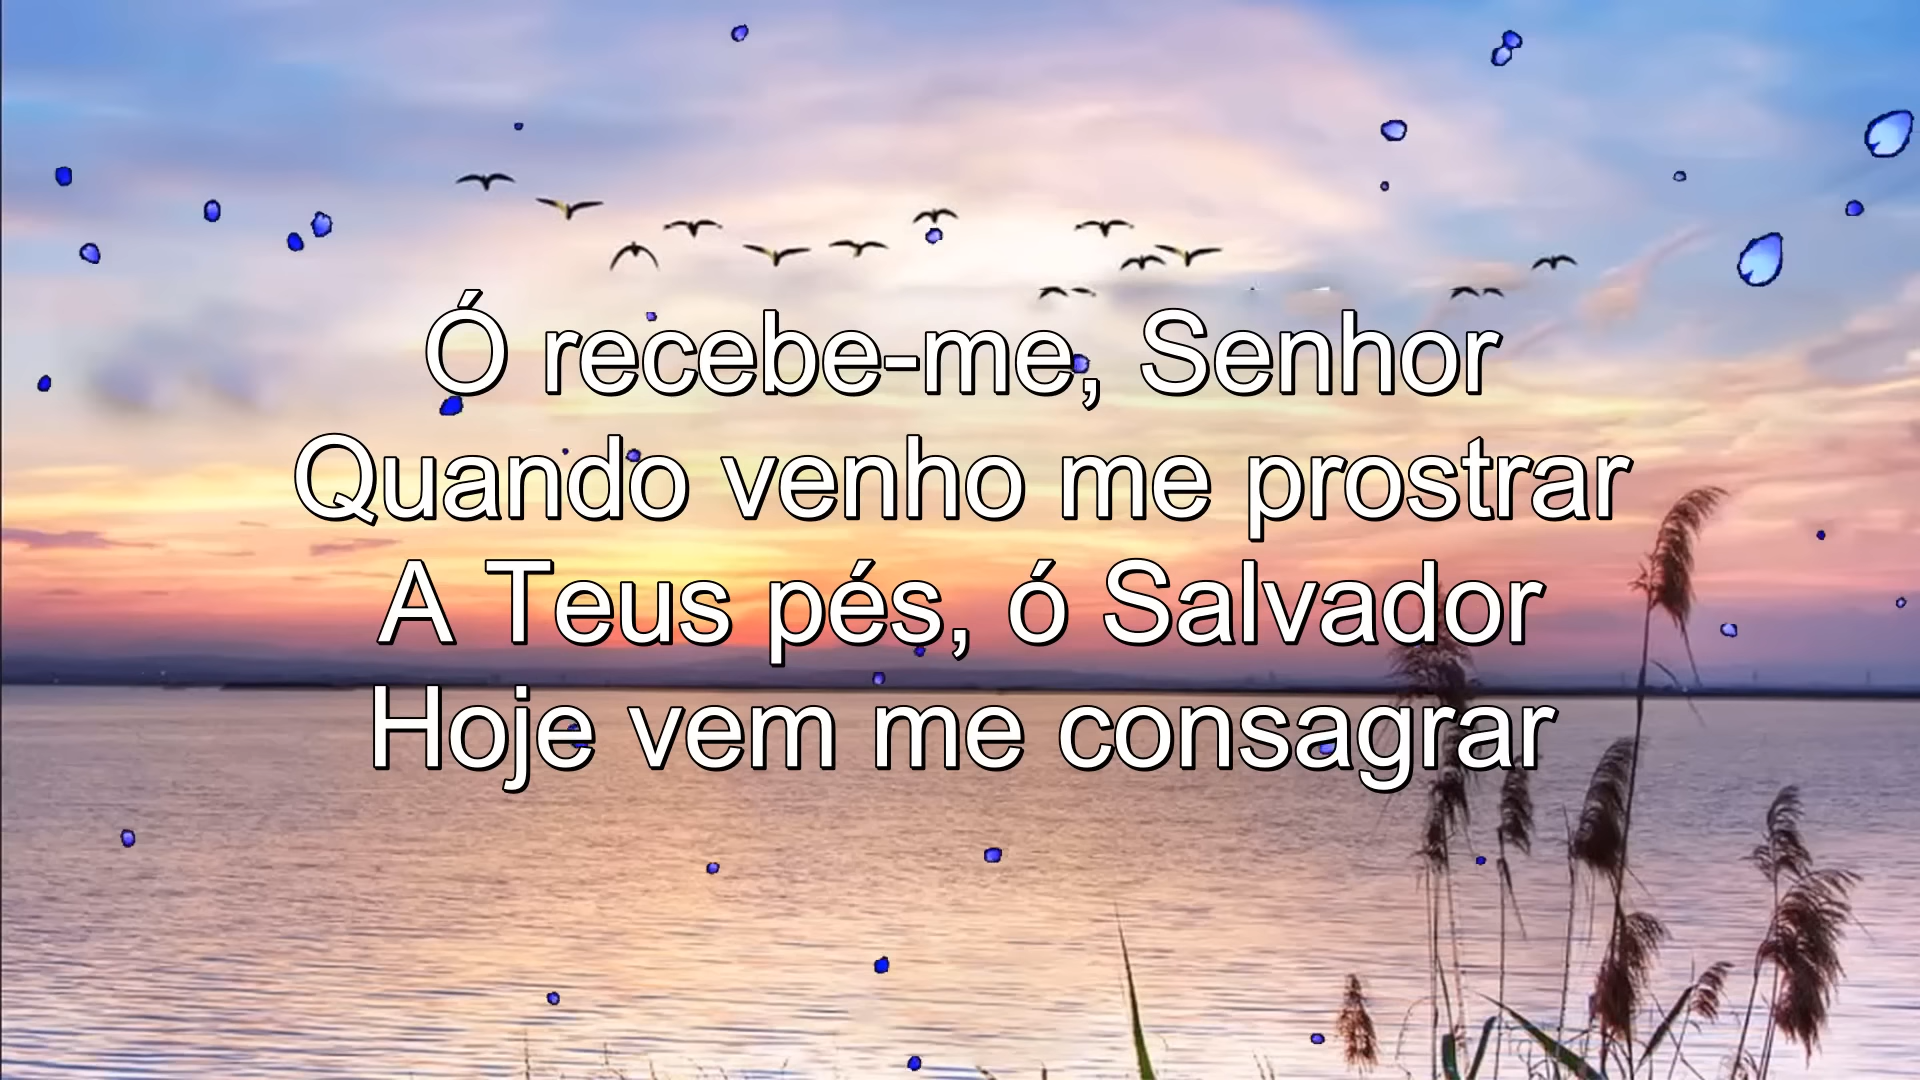 Ó recebe-me, Senhor
Quando venho me prostrar
A Teus pés, ó Salvador
Hoje vem me consagrar